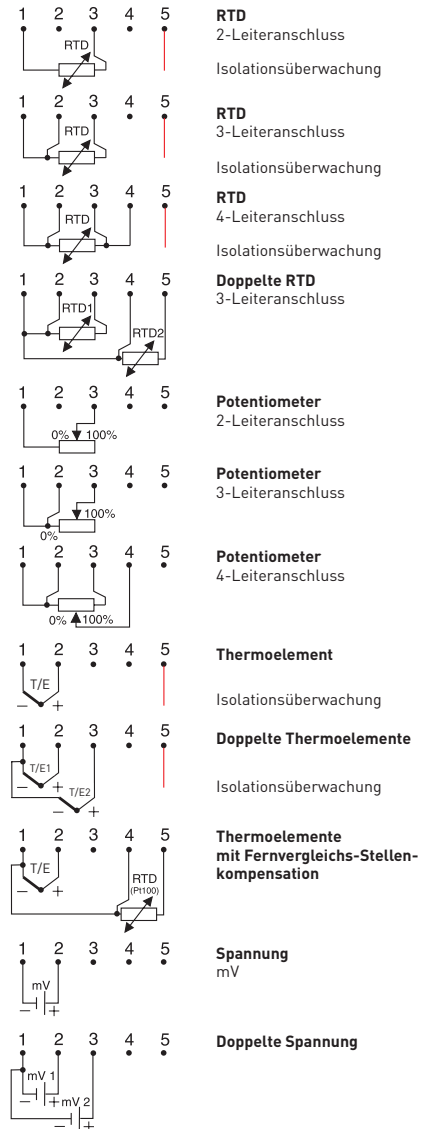 1 2 3 4 5
RTD
RTD
2-Leiteranschluss
Isolationsüberwachung
1 2 3 4 5
RTD
RTD
3-Leiteranschluss
Isolationsüberwachung
1 2 3 4 5
RTD
RTD
4-Leiteranschluss
Isolationsüberwachung
1 2 3 4 5
RTD1
RTD2
Doppelte RTD
3-Leiteranschluss
1 2 3 4 5
0% 100%
Potentiometer
2-Leiteranschluss
1 2 3 4 5
100%
0%
Potentiometer
3-Leiteranschluss
1 2 3 4 5
0% 100%
Potentiometer
4-Leiteranschluss
1 2 3 4 5
T/E
– +
Thermoelement
Isolationsüberwachung
1 2 3 4 5
T/E1
– +
T/E2
– +
Doppelte Thermoelemente
Isolationsüberwachung
1 2 3 4 5
T/E
– +
RTD
(Pt100)
Thermoelemente
mit Fernvergleichs-Stellen-
kompensation
1 2 3 4 5
mV
– +
Spannung
mV
1 2 3 4 5
mV 1
– +
mV 2
– +
Doppelte Spannung